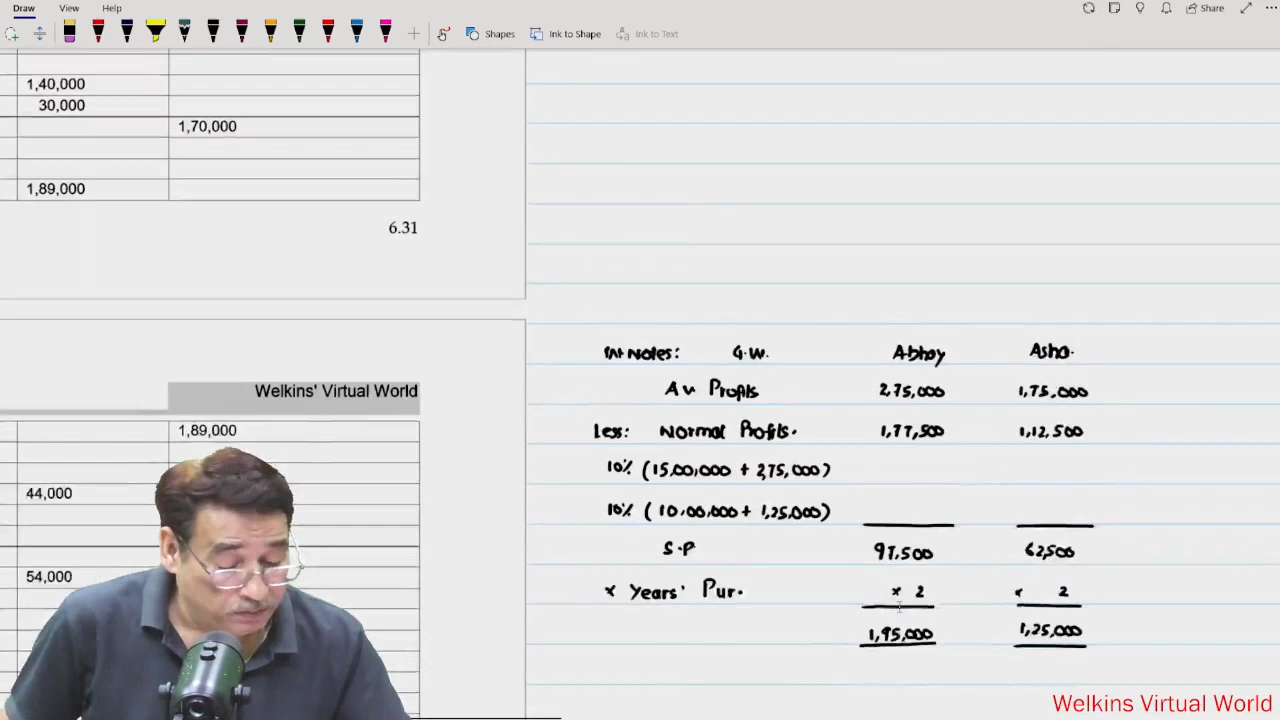 Draw View Help Share
Shapes Ink to Shape Ink to Text
1,40,000
30,000
1,70,000
1,89,000
6.31
Welkins' Virtual World
1,89,000
44,000
54,000
Int Notes: G.W. Abhay Asha.
Av Profits 2,75,000 1,75,000
Less: Normal Profits. 1,77,500 1,12,500
10% (15,00,000 + 2,75,000)
10% (10,00,000 + 1,25,000)
S.P 97,500 62,500
x Years' Pur. x 2 x 2
1,95,000 1,25,000
Welkins Virtual World